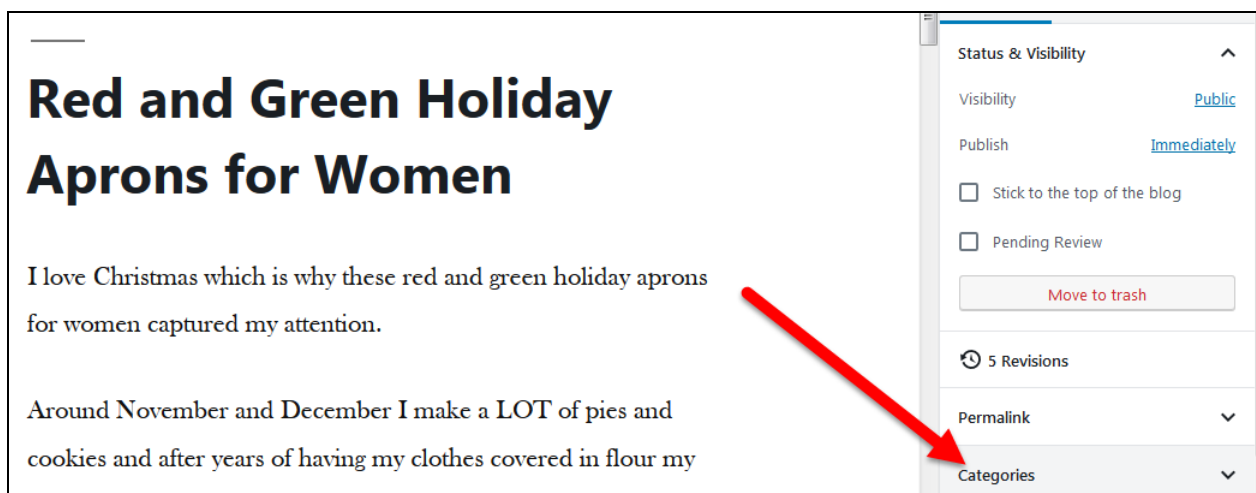 Red and Green Holiday
Aprons for Women
I love Christmas which is why these red and green holiday aprons
for women captured my attention.
Around November and December I make a LOT of pies and
cookies and after years of having my clothes covered in flour my
Status & Visibility
Visibility Public
Publish Immediately
Stick to the top of the blog
Pending Review
Move to trash
5 Revisions
Permalink
Categories